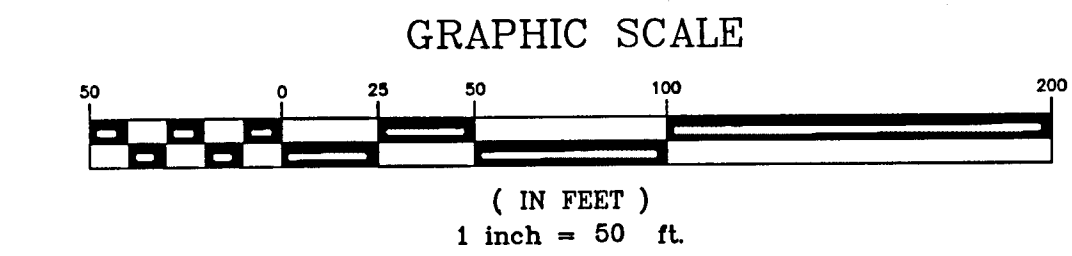 GRAPHIC SCALE
50 0 25 50 100 200
( IN FEET )
1 inch = 50 ft.